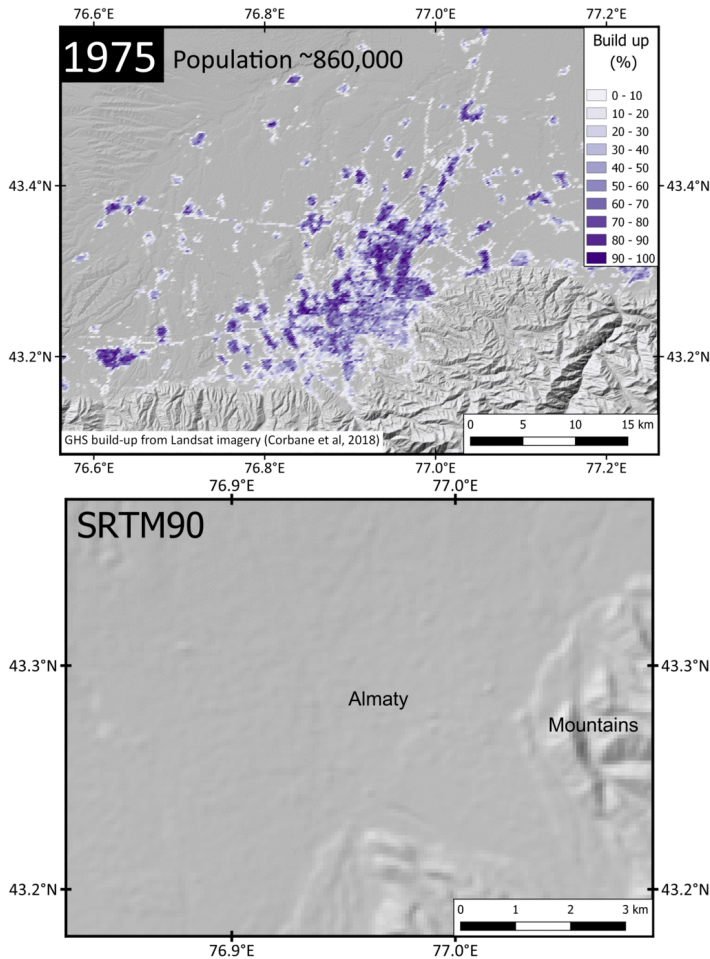 76.6°E 76.8°E 77.0°E 77.2°E
1975 Population ~860,000
Build up
(%)
0 - 10
10 - 20
20 - 30
30 - 40
40 - 50
50 - 60
60 - 70
70 - 80
80 - 90
90 - 100
43.4°N 43.4°N
43.2°N 43.2°N
0 5 10 15 km
GHS build-up from Landsat imagery (Corbane et al, 2018)
76.6°E 76.8°E 77.0°E 77.2°E
76.9°E 77.0°E
SRTM90
43.3°N 43.3°N
Almaty
Mountains
43.2°N 43.2°N
0 1 2 3 km
76.9°E 77.0°E